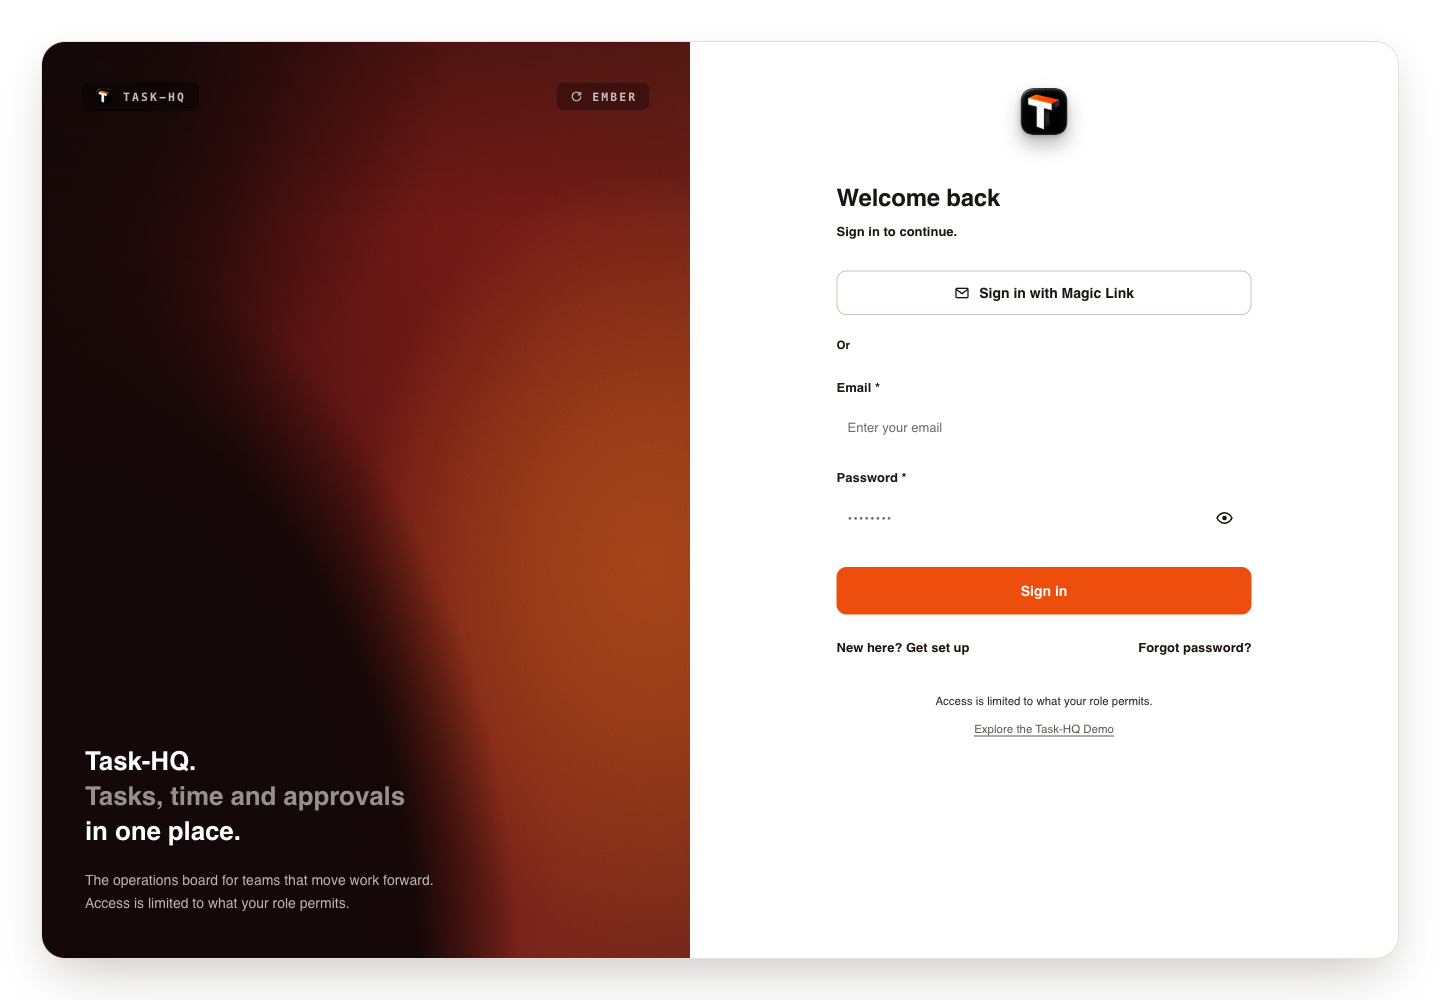 TASK–HQ
EMBER
Task-HQ.
Tasks, time and approvals
in one place.
The operations board for teams that move work forward.
Access is limited to what your role permits.
T
Welcome back
Sign in to continue.
Sign in with Magic Link
Or
Email *
Enter your email
Password *
••••••••
Sign in
New here? Get set up
Forgot password?
Access is limited to what your role permits.
Explore the Task-HQ Demo